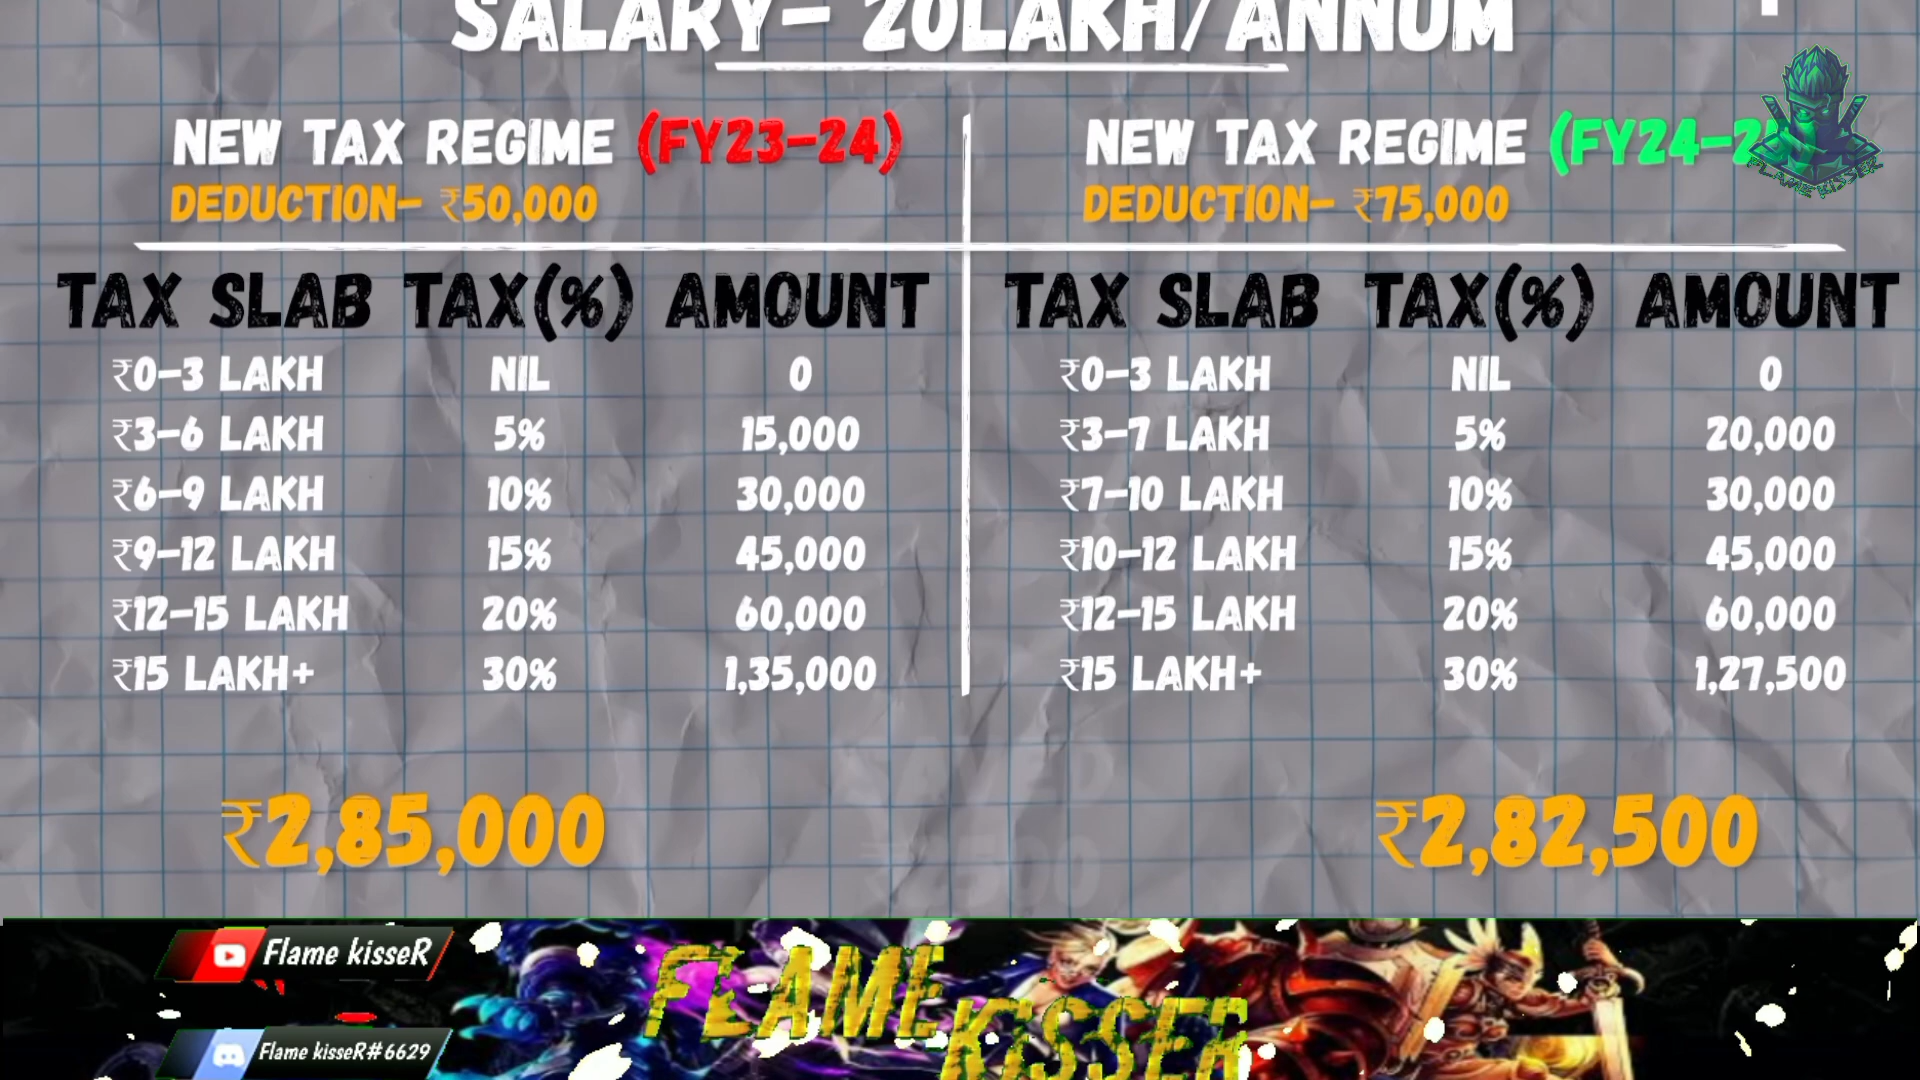 SALARY- 20LAKH/ANNUM
NEW TAX REGIME (FY23-24)
DEDUCTION- ₹50,000
TAX SLAB TAX(%) AMOUNT
₹0-3 LAKH NIL 0
₹3-6 LAKH 5% 15,000
₹6-9 LAKH 10% 30,000
₹9-12 LAKH 15% 45,000
₹12-15 LAKH 20% 60,000
₹15 LAKH+ 30% 1,35,000
₹2,85,000
NEW TAX REGIME (FY24-2
DEDUCTION- ₹75,000
TAX SLAB TAX(%) AMOUNT
₹0-3 LAKH NIL 0
₹3-7 LAKH 5% 20,000
₹7-10 LAKH 10% 30,000
₹10-12 LAKH 15% 45,000
₹12-15 LAKH 20% 60,000
₹15 LAKH+ 30% 1,27,500
₹2,82,500
FLAME KISSER
Flame kisseR
Flame kisseR#6629
FLAME
KISSER